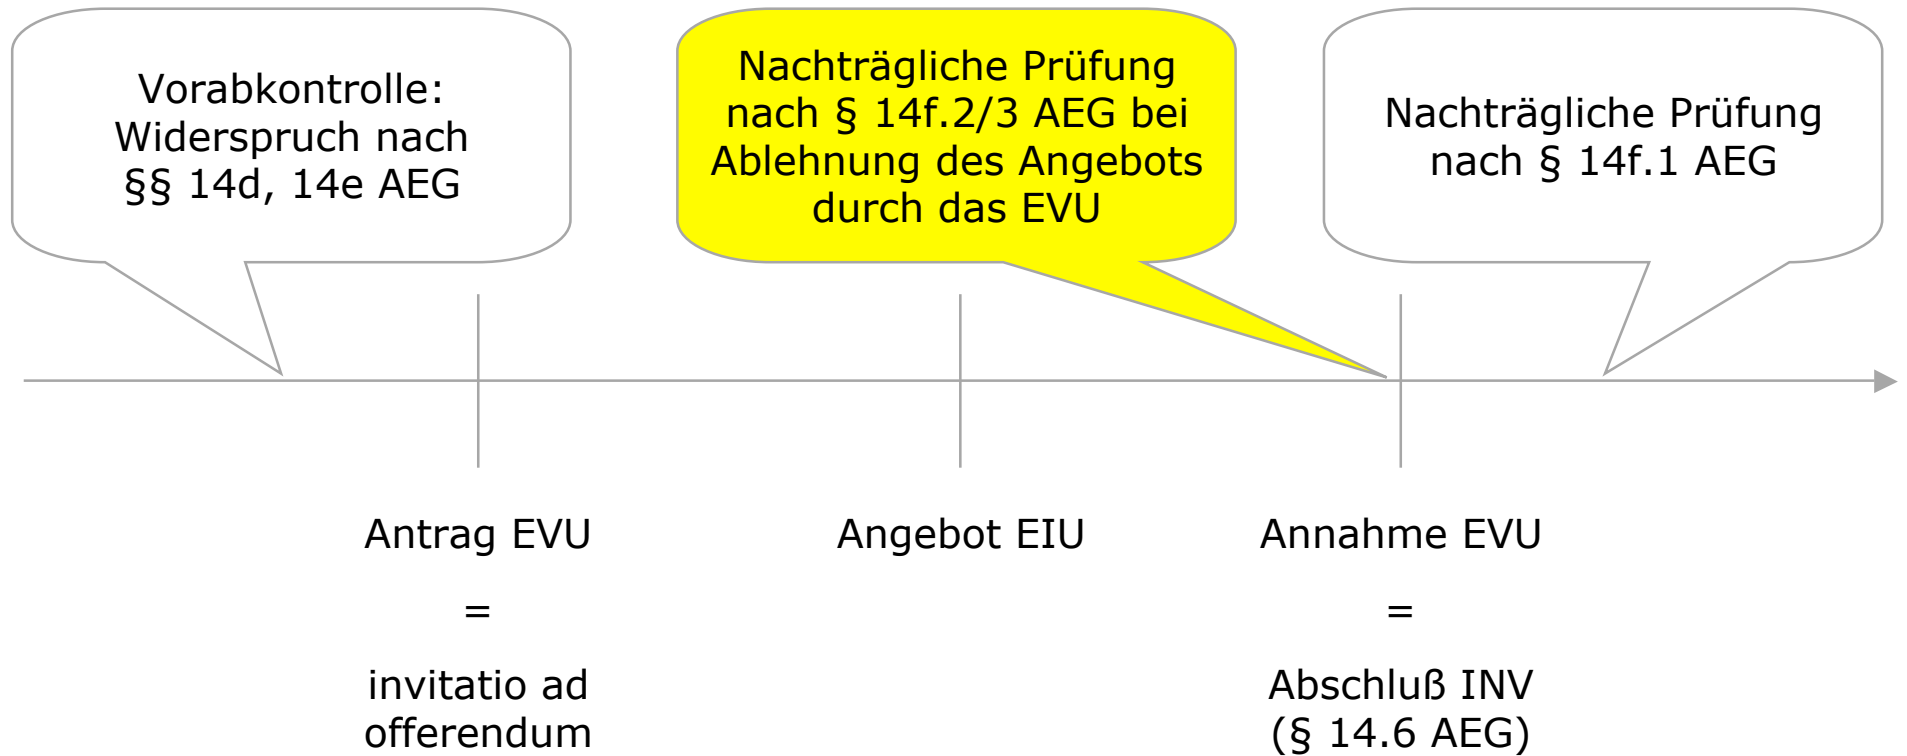 Vorabkontrolle:
Widerspruch nach
§§ 14d, 14e AEG
Nachträgliche Prüfung
nach § 14f.2/3 AEG bei
Ablehnung des Angebots
durch das EVU
Nachträgliche Prüfung
nach § 14f.1 AEG
Antrag EVU
=
invitatio ad
offerendum
Angebot EIU
Annahme EVU
=
Abschluß INV
(§ 14.6 AEG)